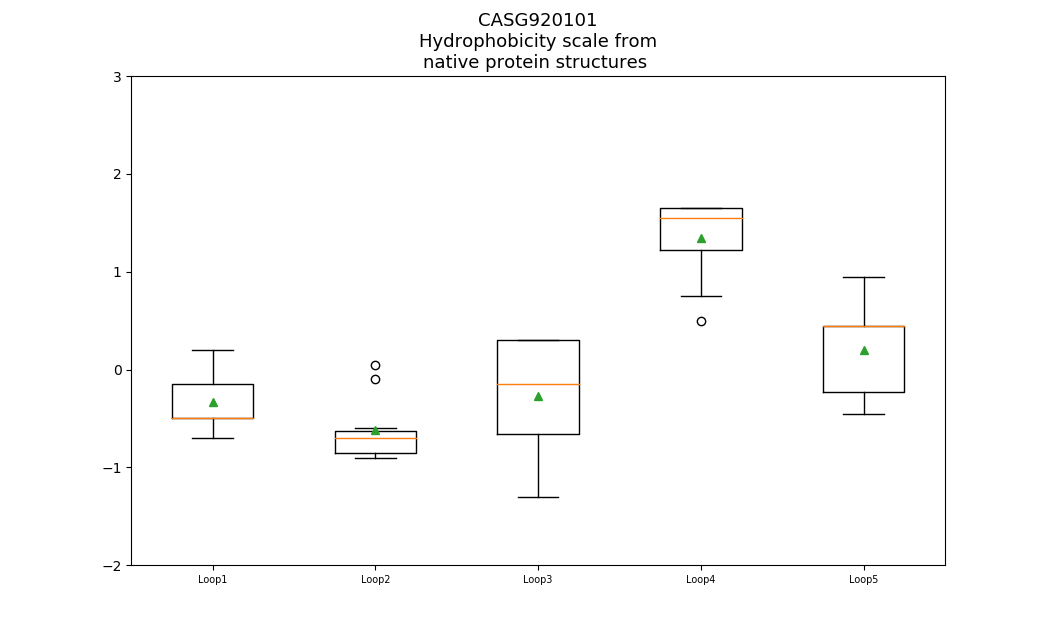 CASG920101
Hydrophobicity scale from
native protein structures
3
2
1
0
−1
−2
Loop1 Loop2 Loop3 Loop4 Loop5